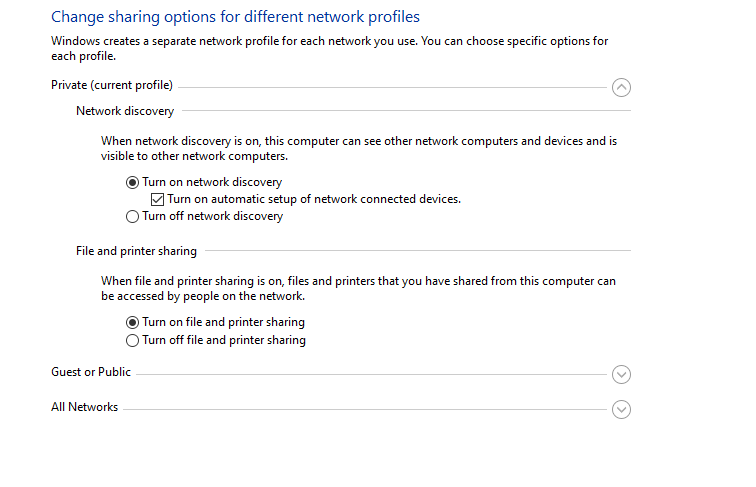 Change sharing options for different network profiles
Windows creates a separate network profile for each network you use. You can choose specific options for
each profile.
Private (current profile)
Network discovery
When network discovery is on, this computer can see other network computers and devices and is
visible to other network computers.
Turn on network discovery
Turn on automatic setup of network connected devices.
Turn off network discovery
File and printer sharing
When file and printer sharing is on, files and printers that you have shared from this computer can
be accessed by people on the network.
Turn on file and printer sharing
Turn off file and printer sharing
Guest or Public
All Networks